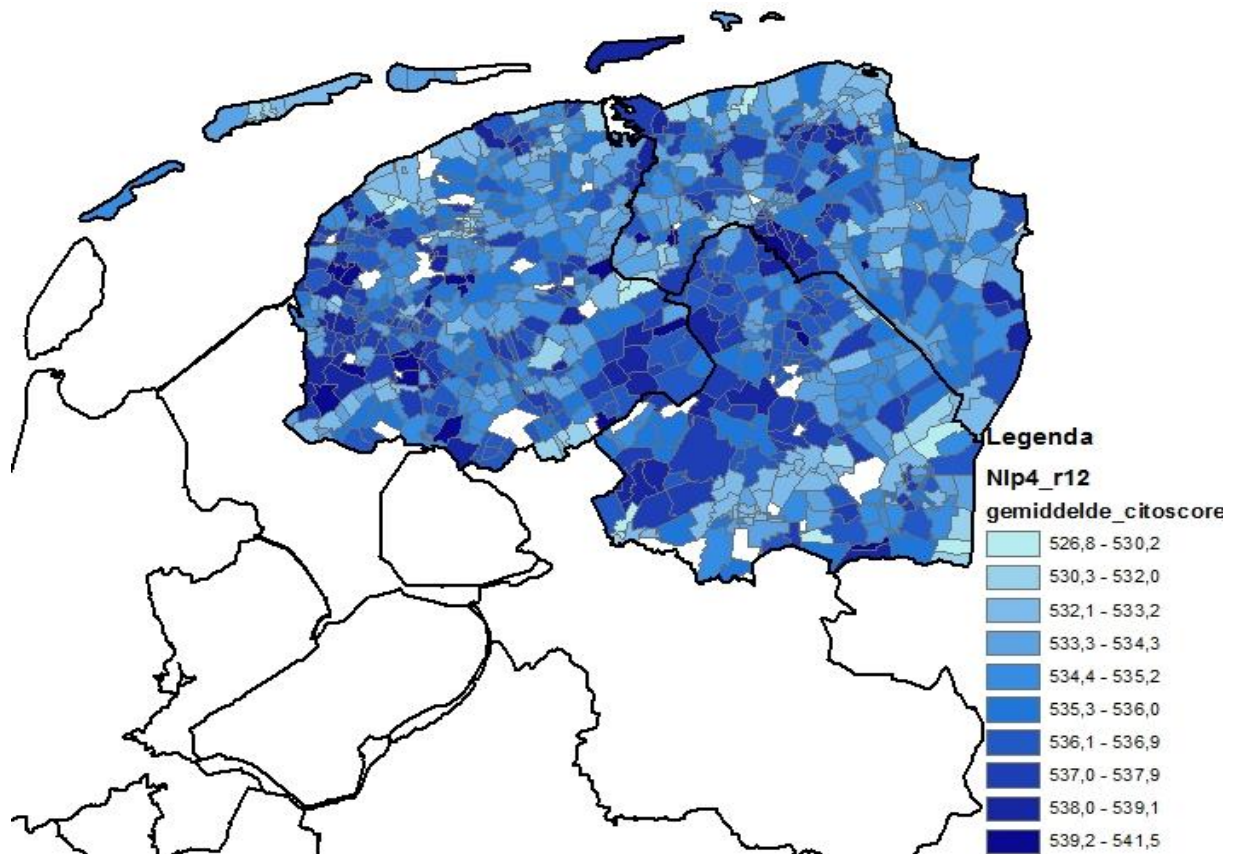 Legenda
Nlp4_r12
gemiddelde_citoscore
526,8 - 530,2
530,3 - 532,0
532,1 - 533,2
533,3 - 534,3
534,4 - 535,2
535,3 - 536,0
536,1 - 536,9
537,0 - 537,9
538,0 - 539,1
539,2 - 541,5